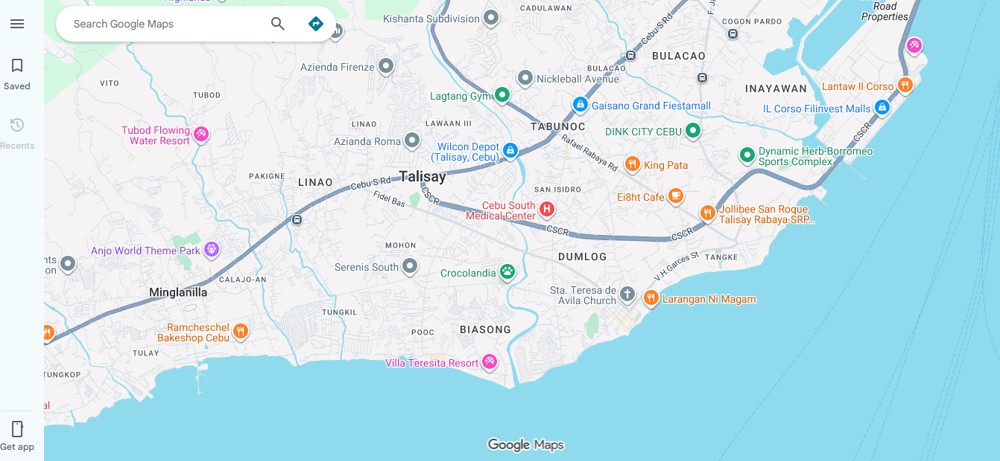 Search Google Maps
Saved
Recents
Get app
Highlands
Kishanta Subdivision
CADULAWAN
COGON PARDO
Road
Properties
Cebu S Rd
BULACAO
BULACAO
Azienda Firenze
VITO
TUBOD
Nickleball Avenue
INAYAWAN
Lantaw Il Corso
Lagtang Gym
Gaisano Grand Fiestamall
IL Corso Filinvest Malls
LINAO
LAWAAN III
TABUNOC
Tubod Flowing
Water Resort
Azianda Roma
DINK CITY CEBU
CSCR
Wilcon Depot
(Talisay, Cebu)
Rafael Rabaya Rd
Dynamic Herb-Borromeo
Sports Complex
King Pata
PAKIGNE
LINAO
Cebu S Rd
Talisay
SAN ISIDRO
Fidel Bas
CSCR
Ei8ht Cafe
Cebu South
Medical Center
Jollibee San Roque
Talisay Rabaya-SRP...
CSCR
CSCR
Anjo World Theme Park
MOHON
DUMLOG
V.H.Garces St
TANGKE
nts
on
Serenis South
Crocolandia
CALAJO-AN
Minglanilla
Sta. Teresa de
Avila Church
Larangan Ni Magam
TUNGKIL
Ramcheschel
Bakeshop Cebu
POOC
BIASONG
TULAY
Villa Teresita Resort
TUNGKOP
al
Google Maps